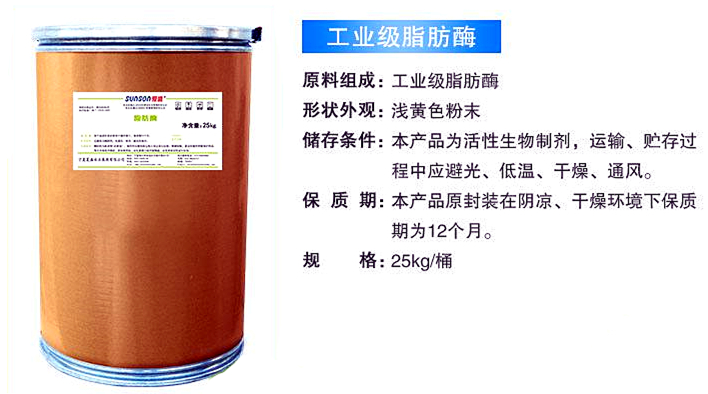 SUNSON
脂肪酶
净含量:25kg
工业级脂肪酶
原料组成：工业级脂肪酶
形状外观：浅黄色粉末
储存条件：本产品为活性生物制剂，运输、贮存过
程中应避光、低温、干燥、通风。
保 质 期：本产品原封装在阴凉、干燥环境下保质
期为12个月。
规 格：25kg/桶